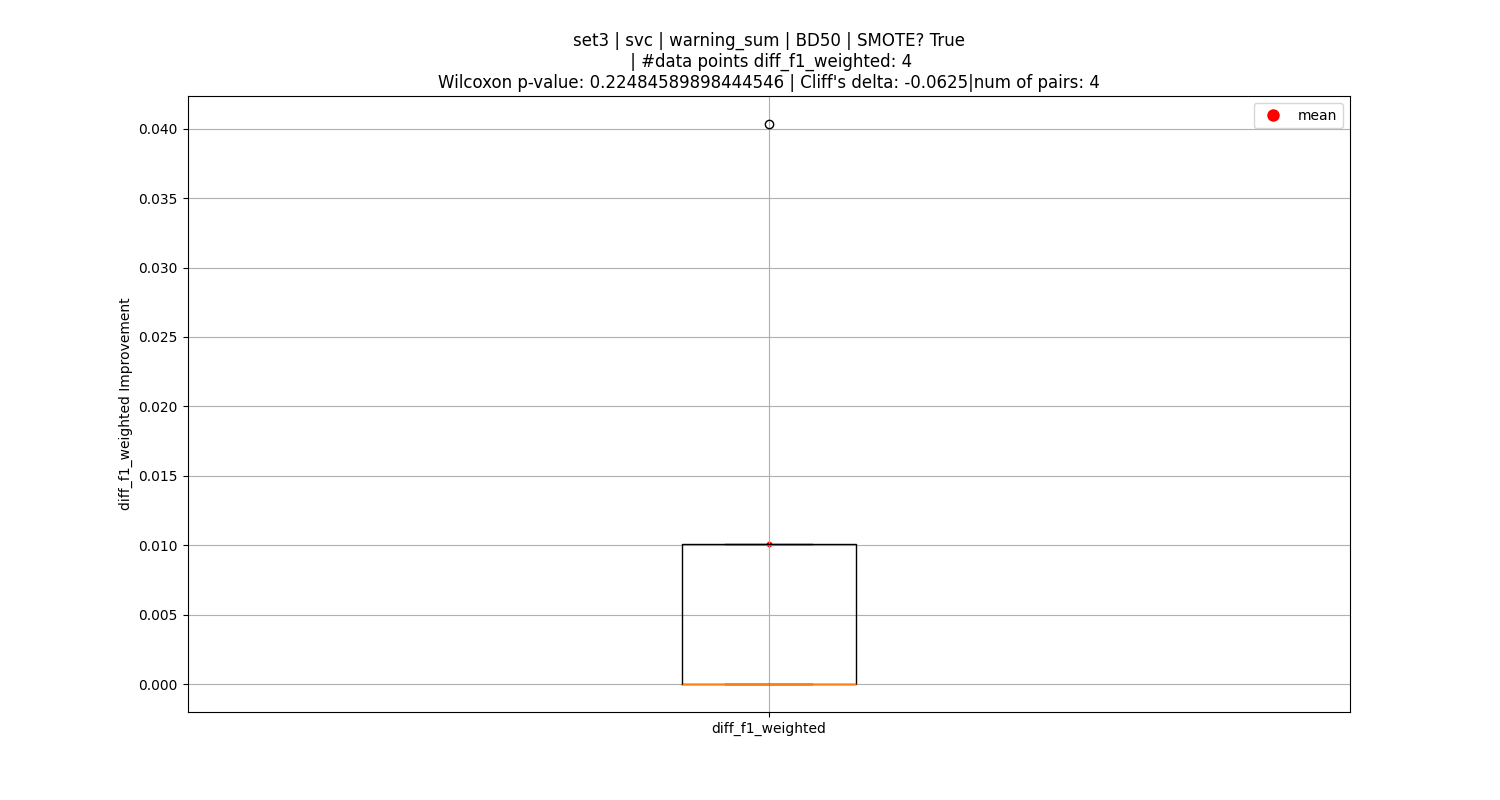 set3 | svc | warning_sum | BD50 | SMOTE? True
| #data points diff_f1_weighted: 4
Wilcoxon p-value: 0.22484589898444546 | Cliff's delta: -0.0625|num of pairs: 4
mean
0.040
0.035
0.030
0.025
0.020
0.015
0.010
0.005
0.000
diff_f1_weighted Improvement
diff_f1_weighted